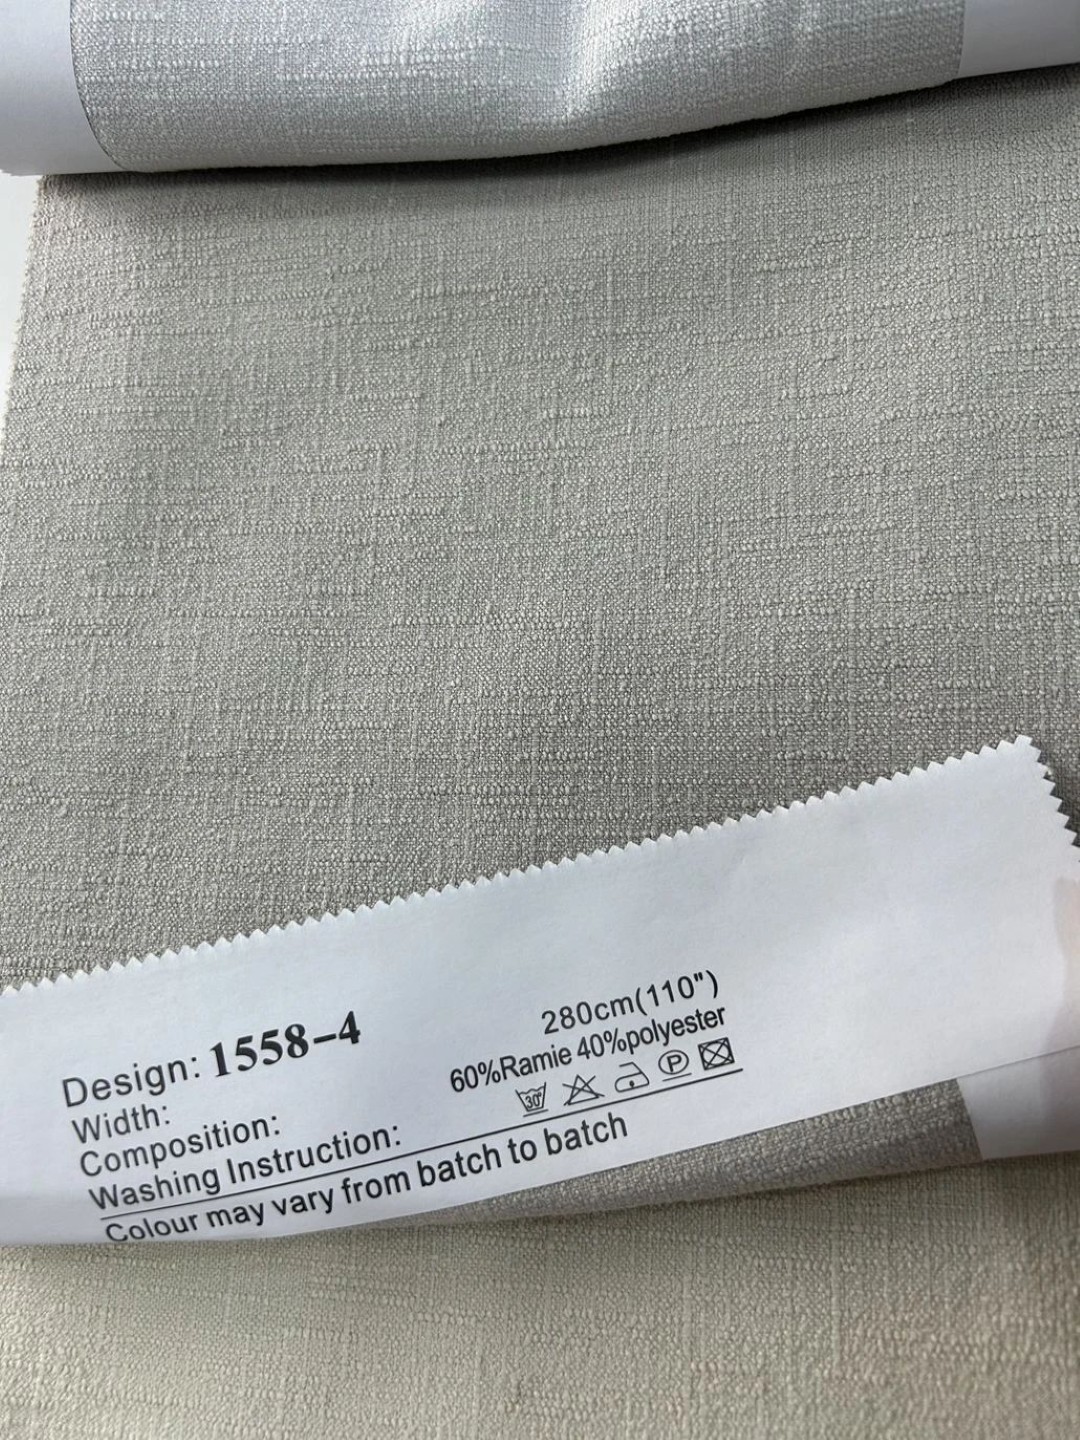 Design: 1558-4
Width: 280cm(110")
Composition: 60%Ramie 40%polyester
Washing Instruction: 30° P
Colour may vary from batch to batch